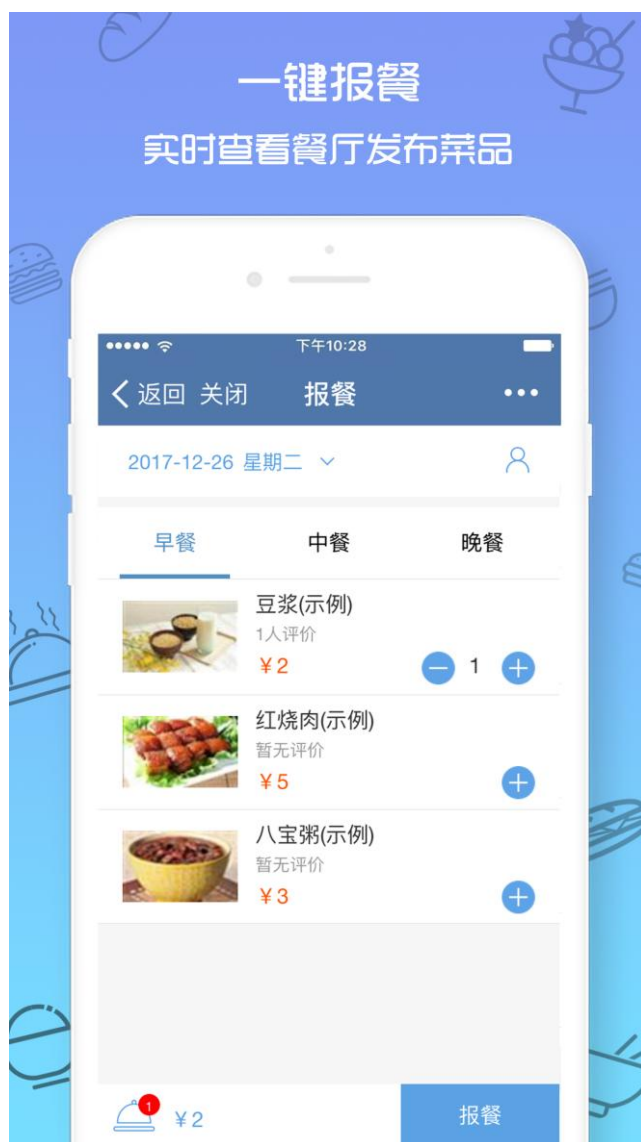 一键报餐
实时查看餐厅发布菜品
下午10:28
返回 关闭 报餐
2017-12-26 星期二
早餐 中餐 晚餐
豆浆(示例)
1人评价
¥2 1
红烧肉(示例)
暂无评价
¥5
八宝粥(示例)
暂无评价
¥3
1 ¥2 报餐